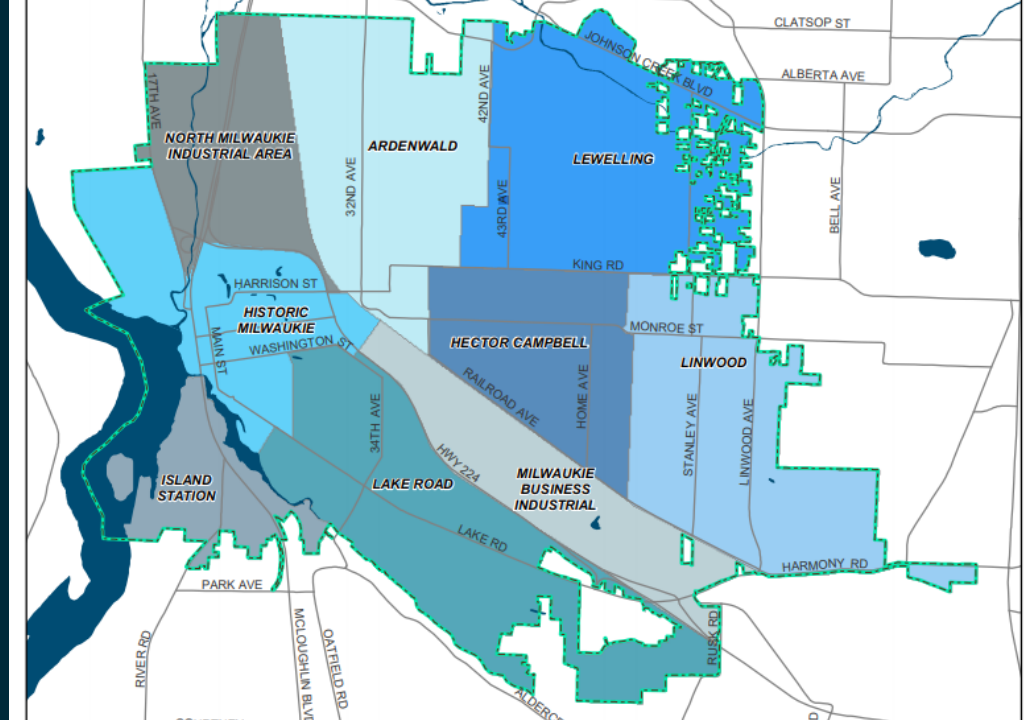 CLATSOP ST
JOHNSON CREEK BLVD
ALBERTA AVE
17TH AVE
42ND AVE
NORTH MILWAUKIE
INDUSTRIAL AREA
ARDENWALD
LEWELLING
32ND AVE
43RD AVE
BELL AVE
KING RD
HARRISON ST
HISTORIC
MILWAUKIE
MAIN ST
WASHINGTON ST
MONROE ST
HECTOR CAMPBELL
LINWOOD
RAILROAD AVE
HOME AVE
34TH AVE
STANLEY AVE
LINWOOD AVE
HWY 224
ISLAND
STATION
LAKE ROAD
MILWAUKIE
BUSINESS
INDUSTRIAL
LAKE RD
HARMONY RD
PARK AVE
RIVER RD
MCLOUGHLIN BLVD
OATFIELD RD
RUSK RD